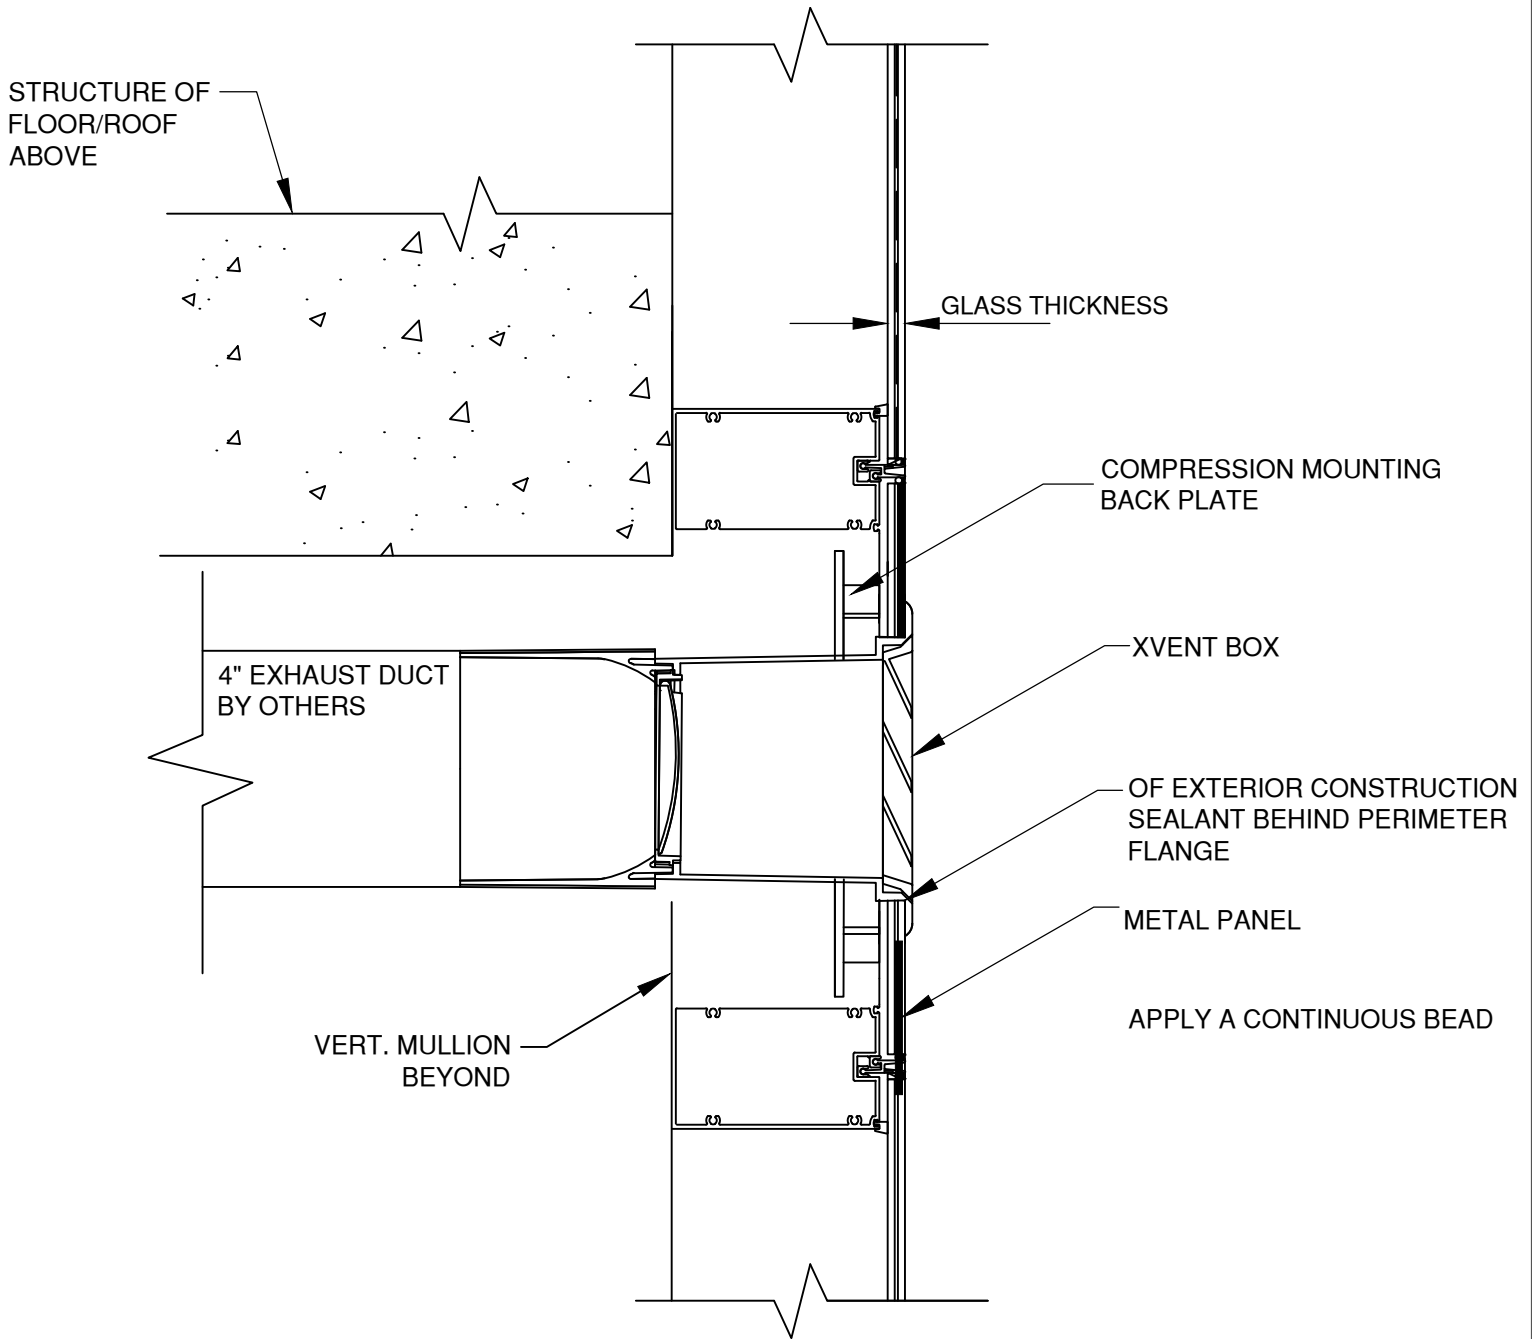 STRUCTURE OF
FLOOR/ROOF
ABOVE
GLASS THICKNESS
COMPRESSION MOUNTING
BACK PLATE
XVENT BOX
4" EXHAUST DUCT
BY OTHERS
OF EXTERIOR CONSTRUCTION
SEALANT BEHIND PERIMETER
FLANGE
METAL PANEL
APPLY A CONTINUOUS BEAD
VERT. MULLION
BEYOND